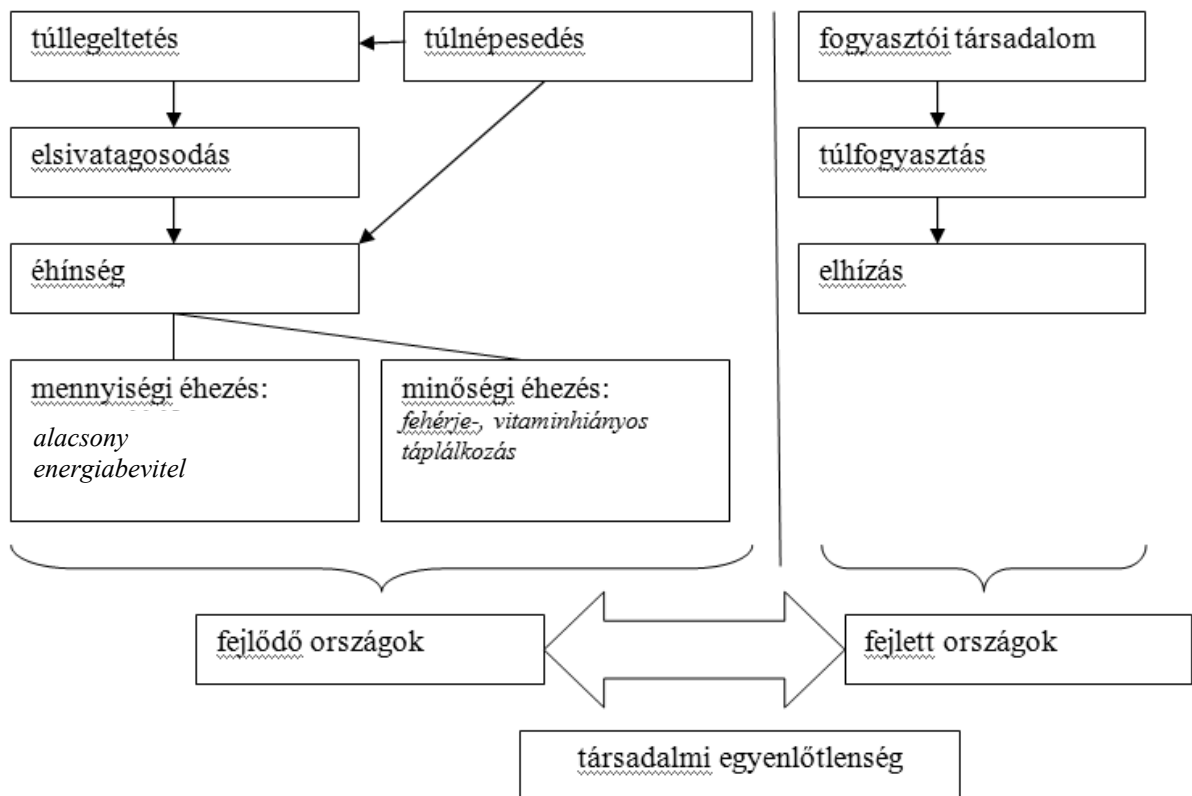 túllegeltetés
túlnépesedés
fogyasztói társadalom
elsivatagosodás
túlfogyasztás
éhínség
elhízás
mennyiségi éhezés:
alacsony
energiabevitel
minőségi éhezés:
fehérje-, vitaminhiányos
táplálkozás
fejlődő országok
fejlett országok
társadalmi egyenlőtlenség